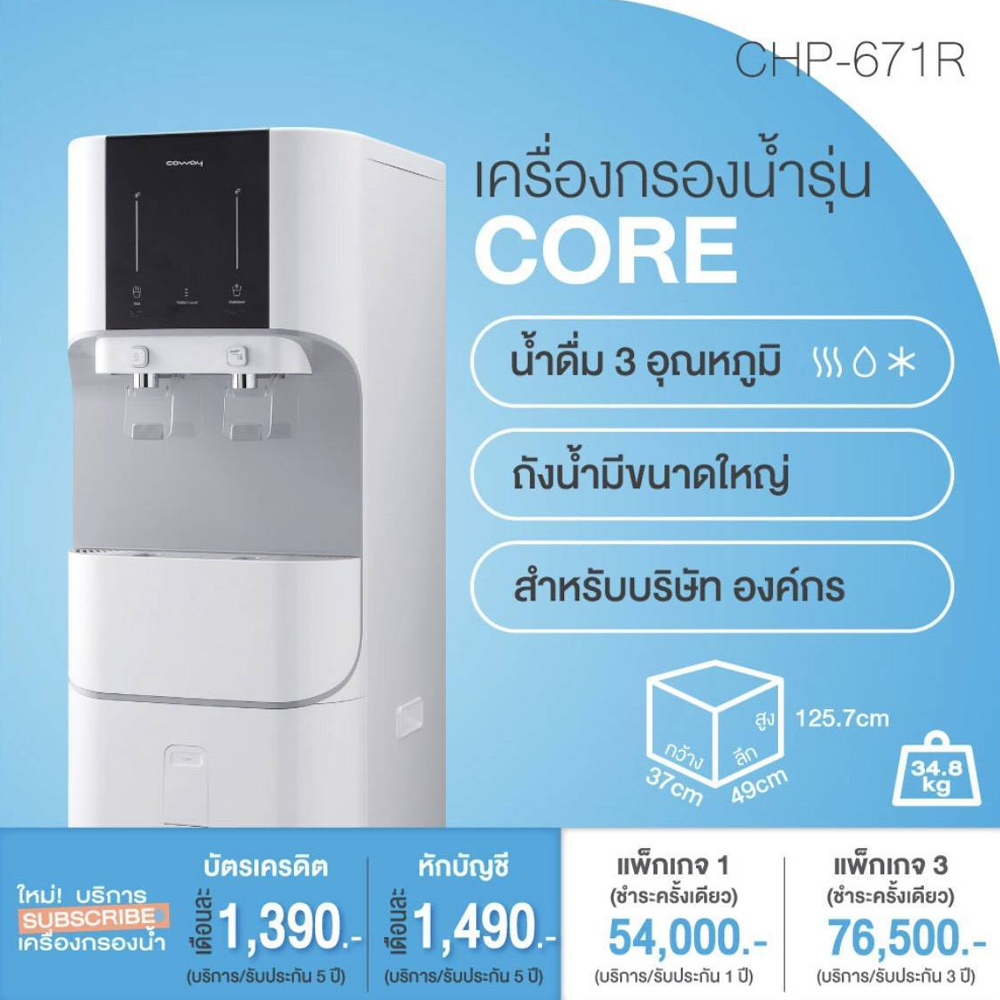 CHP-671R
coway
เครื่องกรองน้ำรุ่น
CORE
น้ำดื่ม 3 อุณหภูมิ
ถังน้ำมีขนาดใหญ่
สำหรับบริษัท องค์กร
สูง 125.7cm
กว้าง 37cm
ลึก 49cm
34.8
kg
ใหม่! บริการ
SUBSCRIBE
เครื่องกรองน้ำ
บัตรเครดิต
เดือนละ 1,390.-
(บริการ/รับประกัน 5 ปี)
หักบัญชี
เดือนละ 1,490.-
(บริการ/รับประกัน 5 ปี)
แพ็กเกจ 1
(ชำระครั้งเดียว)
54,000.-
(บริการ/รับประกัน 1 ปี)
แพ็กเกจ 3
(ชำระครั้งเดียว)
76,500.-
(บริการ/รับประกัน 3 ปี)